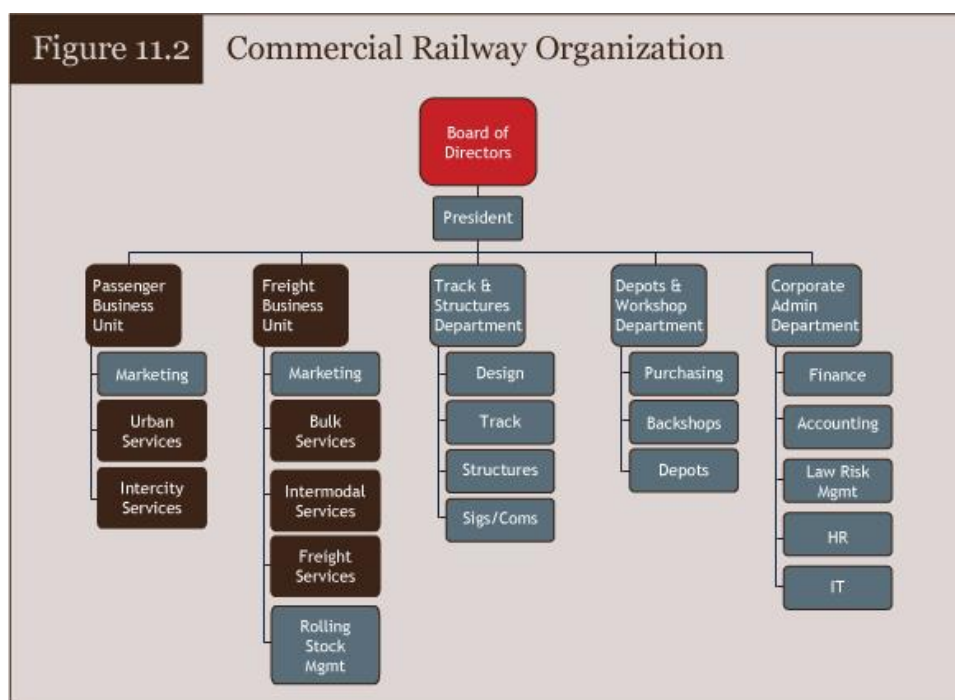 Figure 11.2 Commercial Railway Organization
Board of
Directors
President
Passenger
Business
Unit
Marketing
Urban
Services
Intercity
Services
Freight
Business
Unit
Marketing
Bulk
Services
Intermodal
Services
Freight
Services
Rolling
Stock
Mgmt
Track &
Structures
Department
Design
Track
Structures
Sigs/Coms
Depots &
Workshop
Department
Purchasing
Backshops
Depots
Corporate
Admin
Department
Finance
Accounting
Law Risk
Mgmt
HR
IT